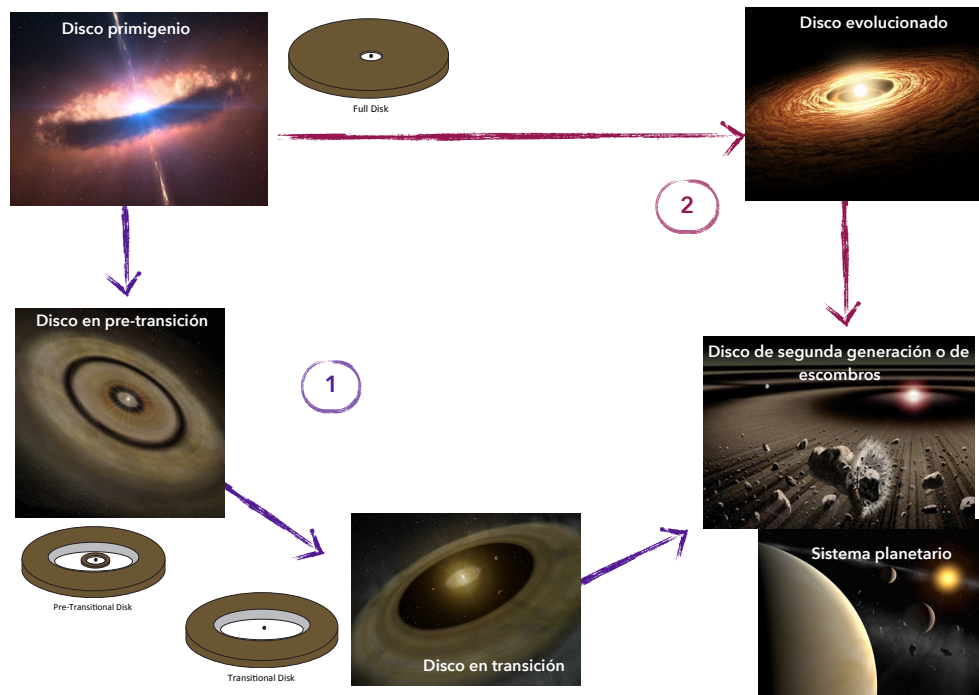 Disco primigenio
Full Disk
Disco evolucionado
2
Disco en pre-transición
1
Disco de segunda generación o de
escombros
Pre-Transitional Disk
Transitional Disk
Disco en transición
Sistema planetario